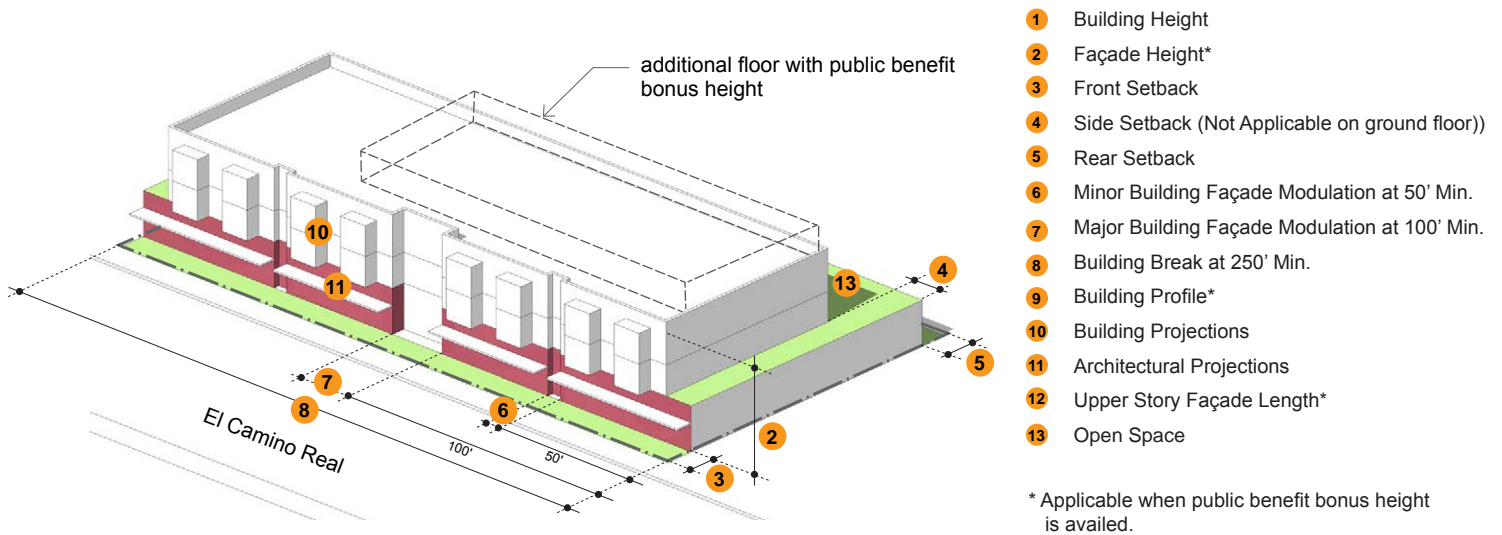 additional floor with public benefit
bonus height
10
11
13
4
5
7
8
6
2
3
100'
50'
El Camino Real
1 Building Height
2 Façade Height*
3 Front Setback
4 Side Setback (Not Applicable on ground floor))
5 Rear Setback
6 Minor Building Façade Modulation at 50’ Min.
7 Major Building Façade Modulation at 100’ Min.
8 Building Break at 250’ Min.
9 Building Profile*
10 Building Projections
11 Architectural Projections
12 Upper Story Façade Length*
13 Open Space
* Applicable when public benefit bonus height
is availed.